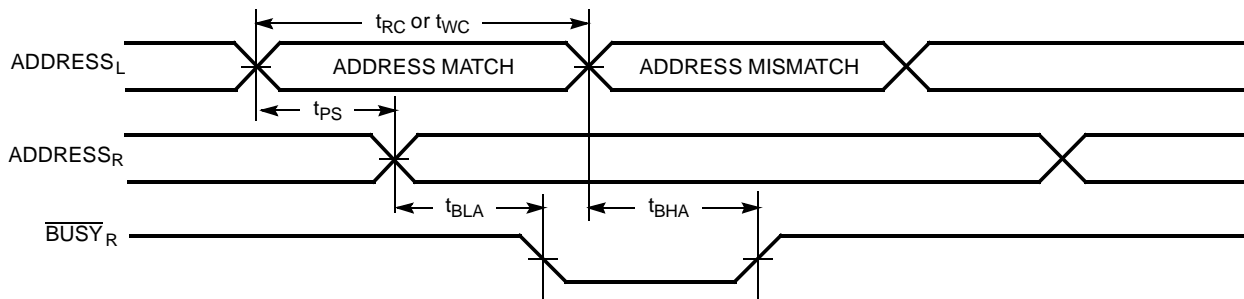 tRC or tWC
ADDRESSL
ADDRESS MATCH
ADDRESS MISMATCH
tPS
ADDRESSR
tBLA
tBHA
BUSYR